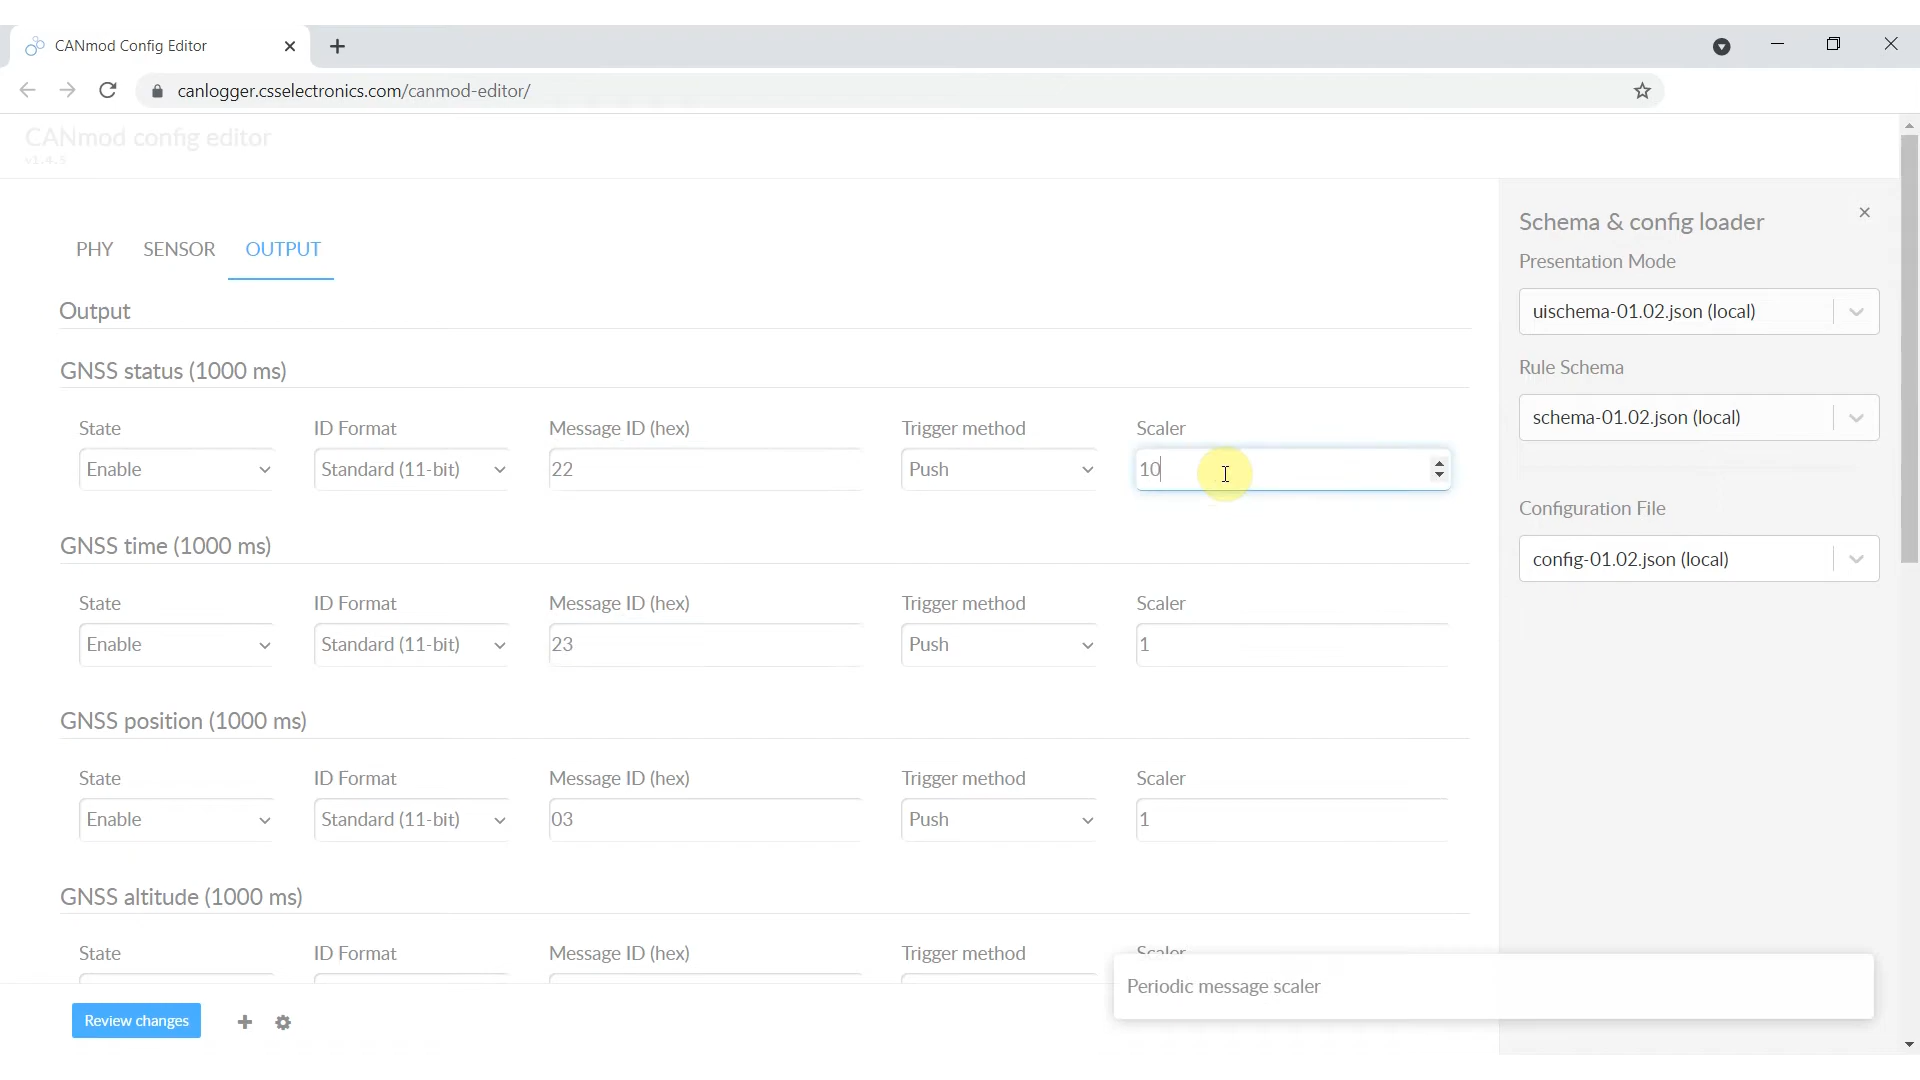 CANmod Config Editor
canlogger.csselectronics.com/canmod-editor/
CANmod config editor
v1.4.5
PHY SENSOR OUTPUT
Output
GNSS status (1000 ms)
State ID Format Message ID (hex) Trigger method Scaler
Enable Standard (11-bit) 22 Push 10
GNSS time (1000 ms)
State ID Format Message ID (hex) Trigger method Scaler
Enable Standard (11-bit) 23 Push 1
GNSS position (1000 ms)
State ID Format Message ID (hex) Trigger method Scaler
Enable Standard (11-bit) 03 Push 1
GNSS altitude (1000 ms)
State ID Format Message ID (hex) Trigger method Scaler
Periodic message scaler
Review changes
Schema & config loader
Presentation Mode
uischema-01.02.json (local)
Rule Schema
schema-01.02.json (local)
Configuration File
config-01.02.json (local)